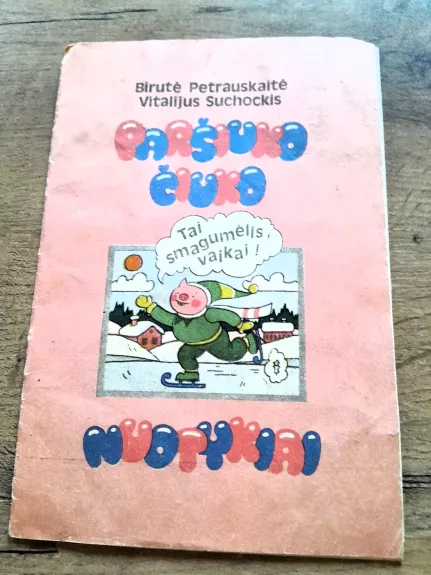 Birutė Petrauskaitė
Vitalijus Suchockis
PARŠIUKO
ČIUKO
Tai
smagumėlis,
vaikai!
NUOTYKIAI